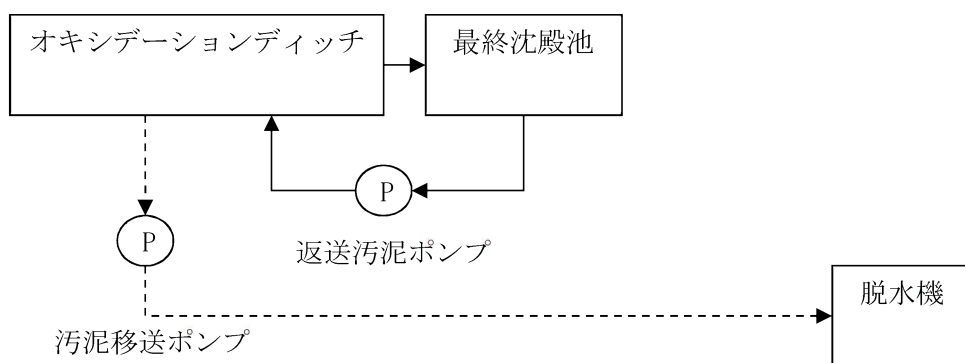 オキシデーションディッチ
最終沈殿池
P
返送汚泥ポンプ
P
汚泥移送ポンプ
脱水機